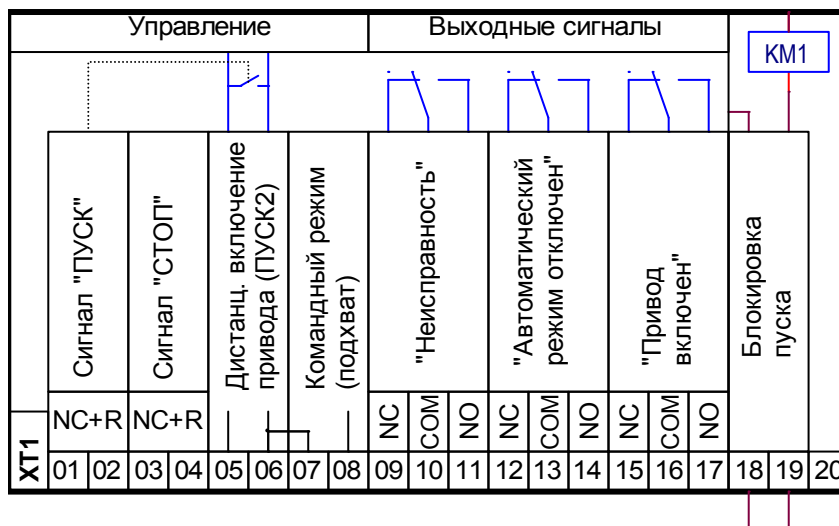 Управление
Выходные сигналы
KM1
Сигнал "ПУСК"
Сигнал "СТОП"
Дистанц. включение
привода (ПУСК2)
Командный режим
(подхват)
"Неисправность"
"Автоматический
режим отключен"
"Привод
включен"
Блокировка
пуска
NC+R
NC+R
NC
COM
NO
NC
COM
NO
NC
COM
NO
XT1
01 02 03 04 05 06 07 08 09 10 11 12 13 14 15 16 17 18 19 20